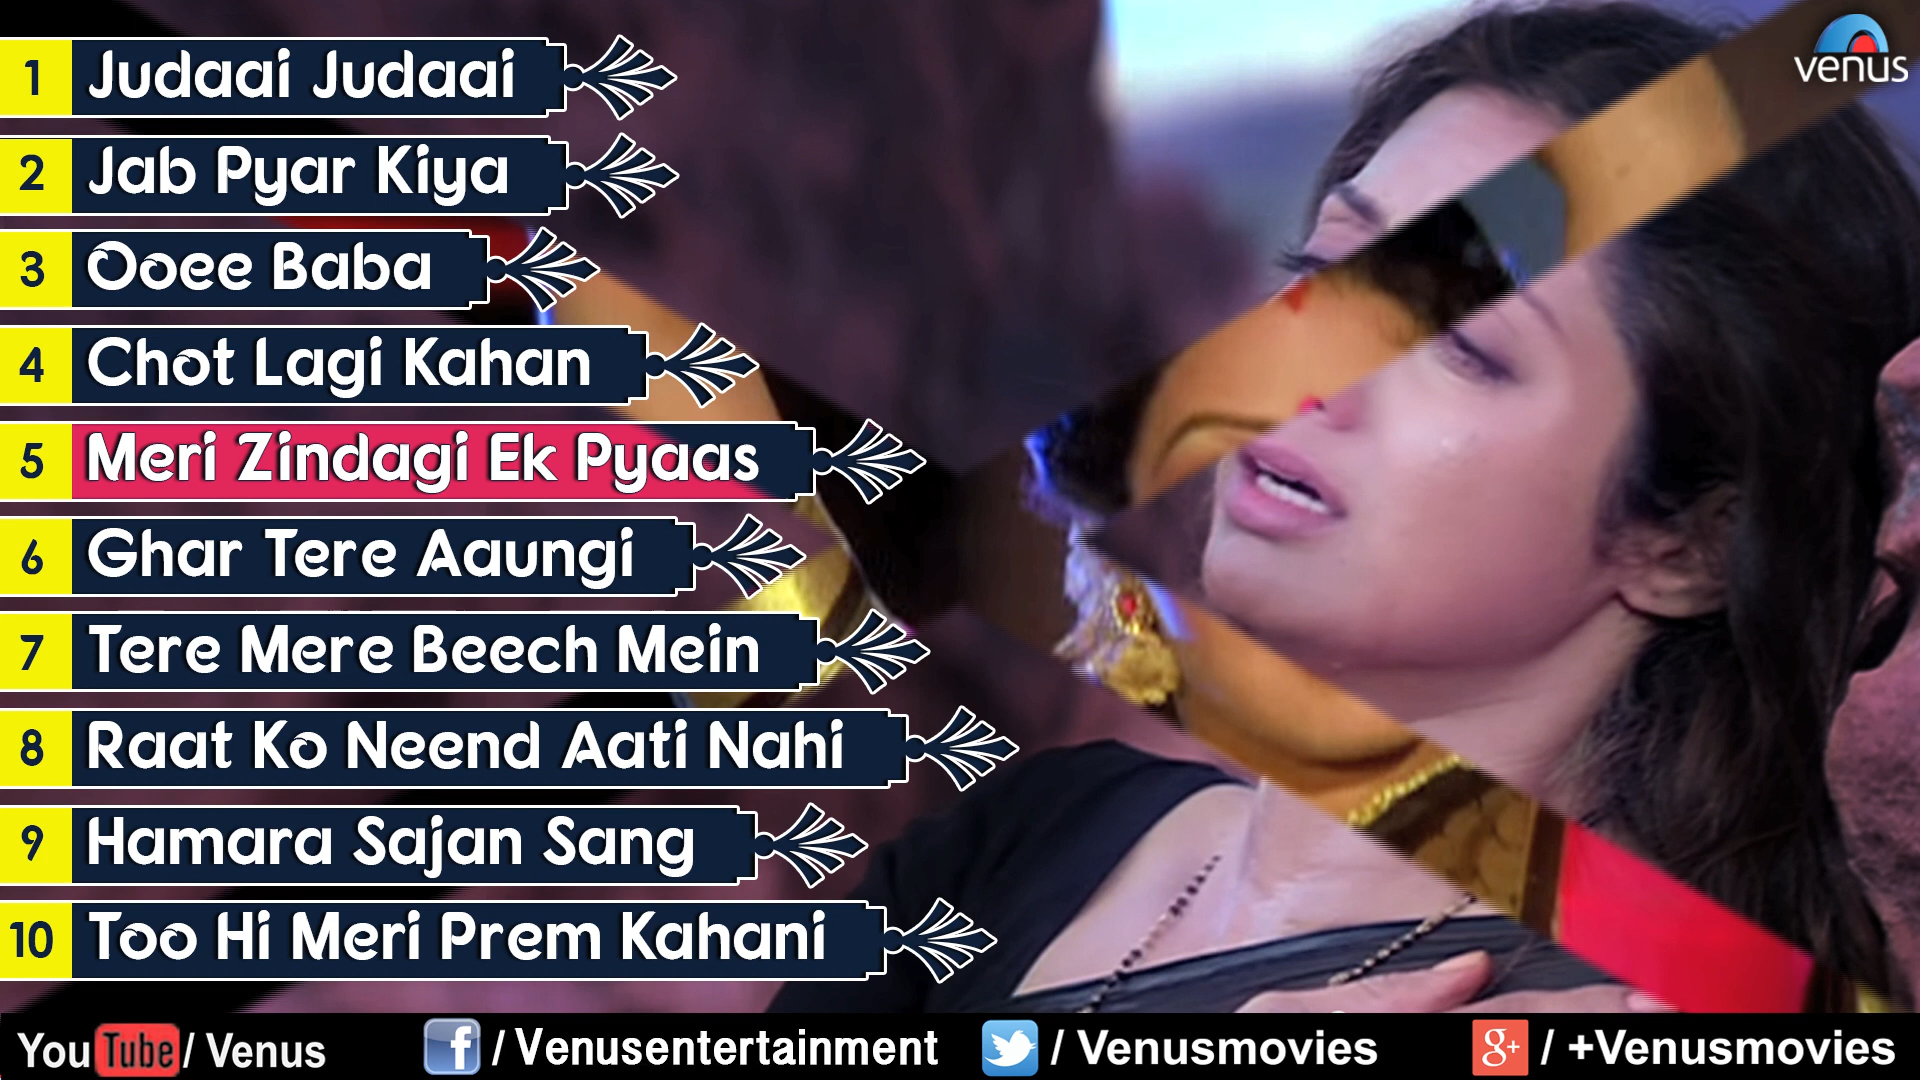 venus
1 Judaai Judaai
2 Jab Pyar Kiya
3 Ooee Baba
4 Chot Lagi Kahan
5 Meri Zindagi Ek Pyaas
6 Ghar Tere Aaungi
7 Tere Mere Beech Mein
8 Raat Ko Neend Aati Nahi
9 Hamara Sajan Sang
10 Too Hi Meri Prem Kahani
YouTube / Venus f / Venusentertainment / Venusmovies g+ / +Venusmovies